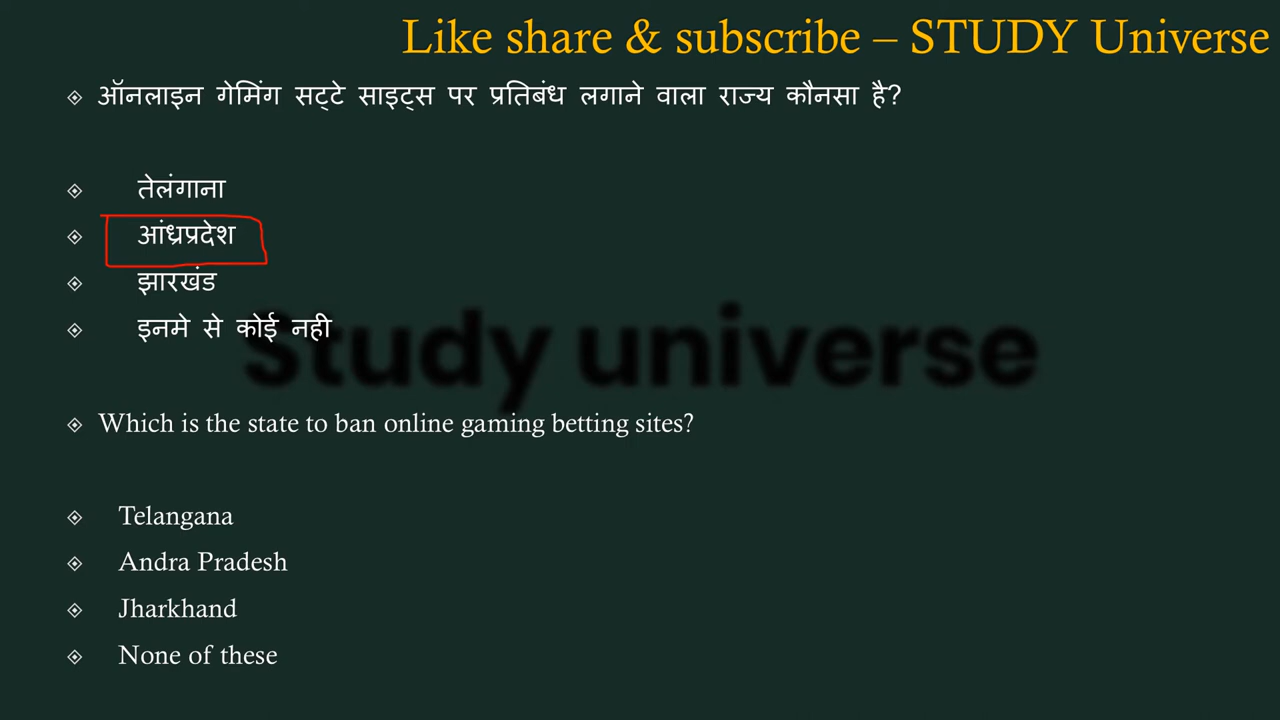 Like share & subscribe – STUDY Universe
ऑनलाइन गेमिंग सट्टे साइट्स पर प्रतिबंध लगाने वाला राज्य कौनसा है?
तेलंगाना
आंध्रप्रदेश
झारखंड
इनमे से कोई नही
Study universe
Which is the state to ban online gaming betting sites?
Telangana
Andra Pradesh
Jharkhand
None of these